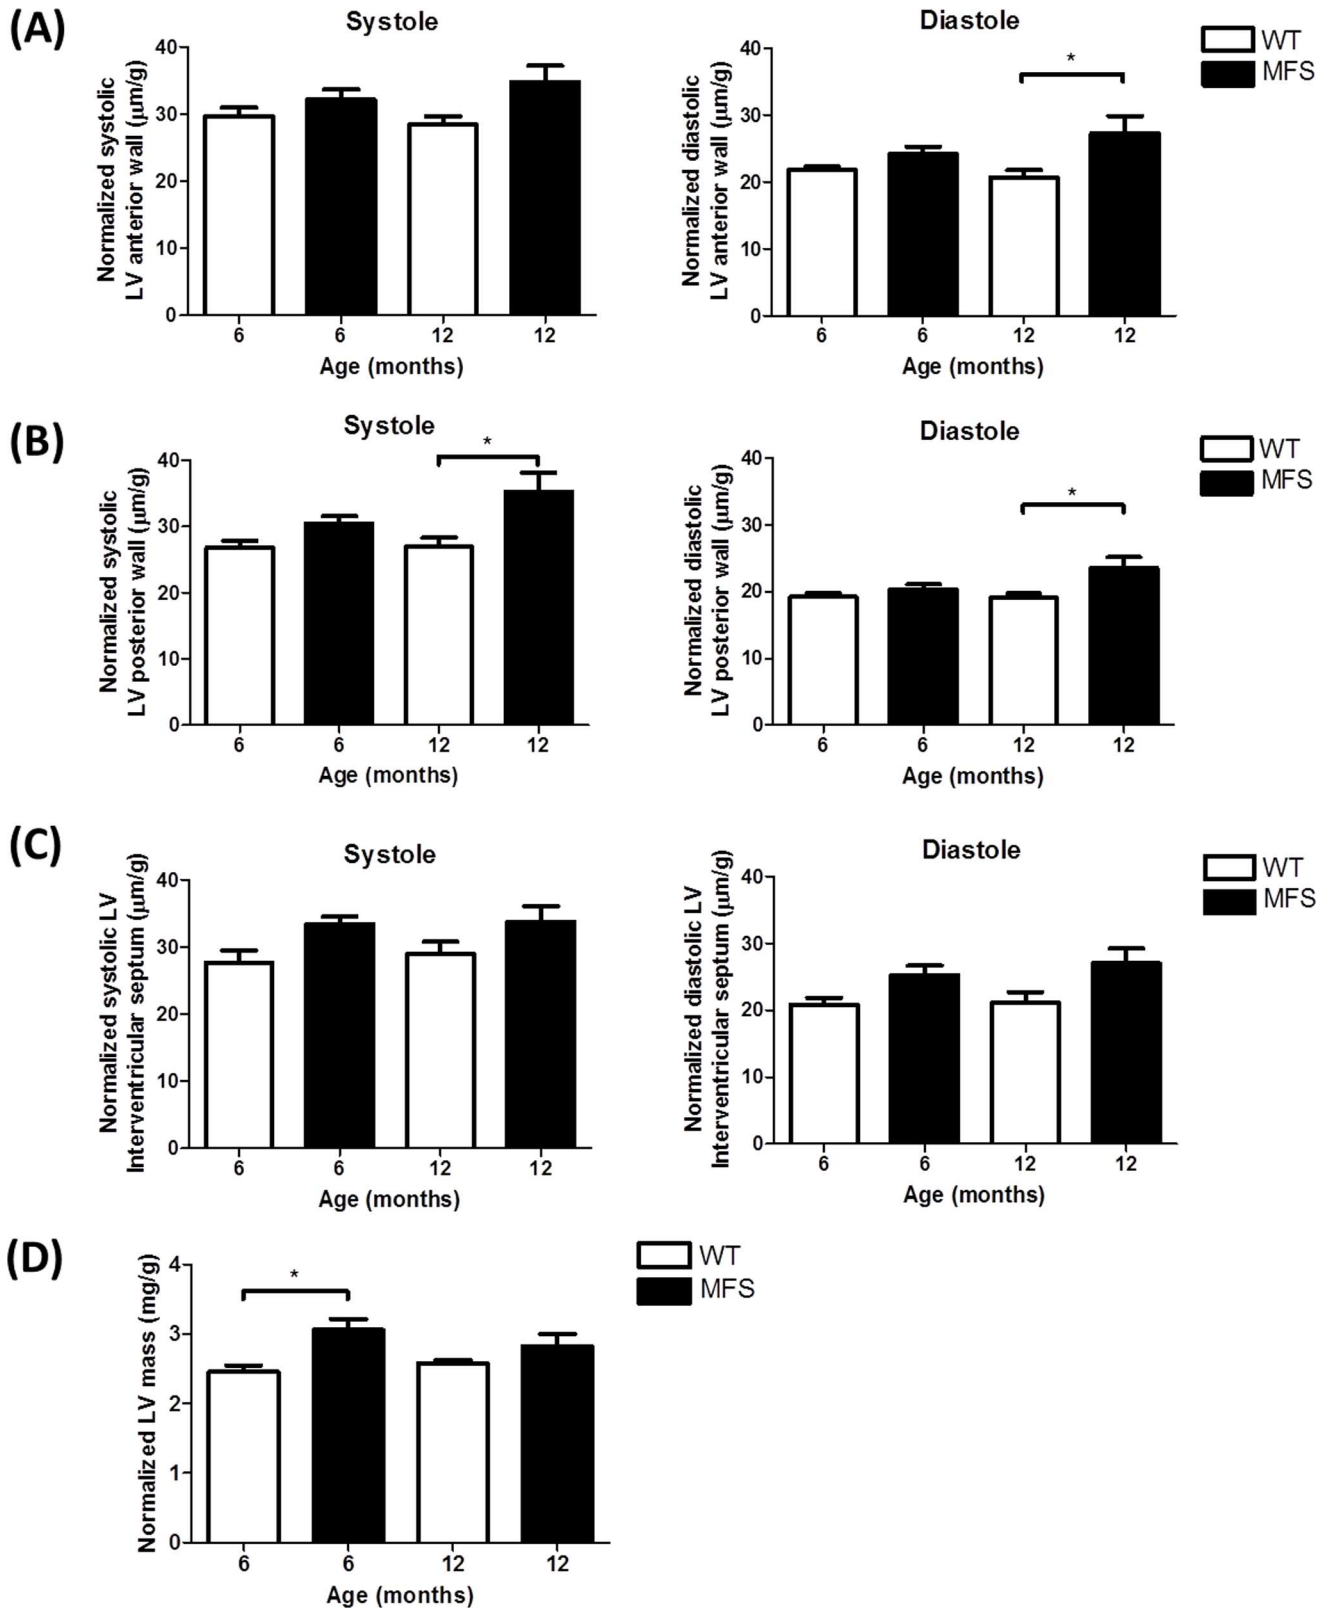 (A)
Systole
Normalized systolic
LV anterior wall (μm/g)
40
30
20
10
0
6 6 12 12
Age (months)
Diastole
Normalized diastolic
LV anterior wall (μm/g)
40
30
20
10
0
*
6 6 12 12
Age (months)
WT
MFS
(B)
Systole
Normalized systolic
LV posterior wall (μm/g)
40
30
20
10
0
*
6 6 12 12
Age (months)
Diastole
Normalized diastolic
LV posterior wall (μm/g)
40
30
20
10
0
*
6 6 12 12
Age (months)
WT
MFS
(C)
Systole
Normalized systolic LV
Interventricular septum (μm/g)
40
30
20
10
0
6 6 12 12
Age (months)
Diastole
Normalized diastolic LV
Interventricular septum (μm/g)
40
30
20
10
0
6 6 12 12
Age (months)
WT
MFS
(D)
Normalized LV mass (mg/g)
4
3
2
1
0
*
6 6 12 12
Age (months)
WT
MFS